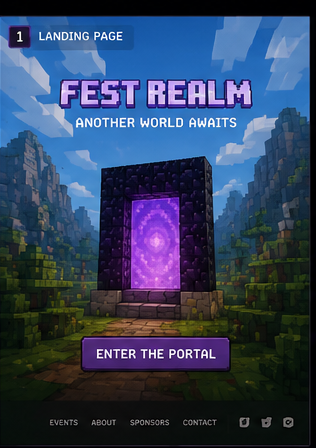 1 LANDING PAGE
FEST REALM
ANOTHER WORLD AWAITS
ENTER THE PORTAL
EVENTS ABOUT SPONSORS CONTACT